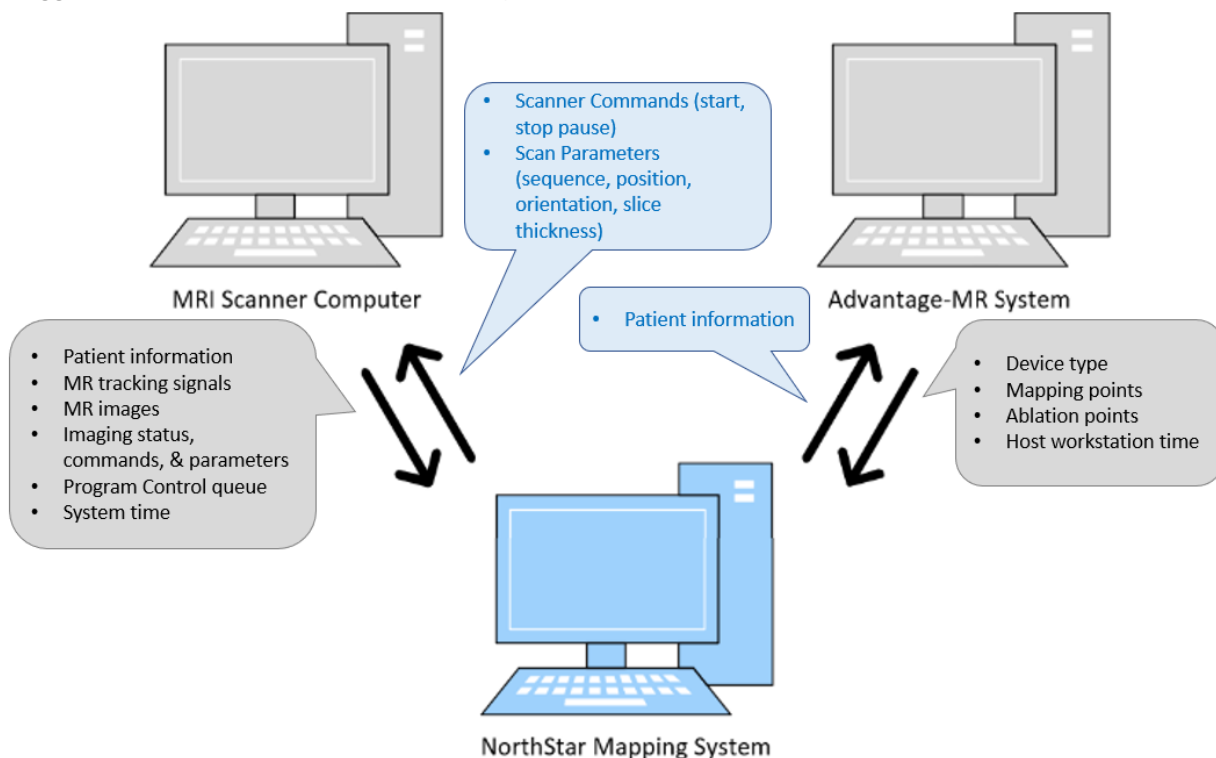 • Scanner Commands (start,
stop pause)
• Scan Parameters
(sequence, position,
orientation, slice
thickness)
MRI Scanner Computer
Advantage-MR System
• Patient information
• Patient information
• MR tracking signals
• MR images
• Imaging status,
commands, & parameters
• Program Control queue
• System time
• Device type
• Mapping points
• Ablation points
• Host workstation time
NorthStar Mapping System